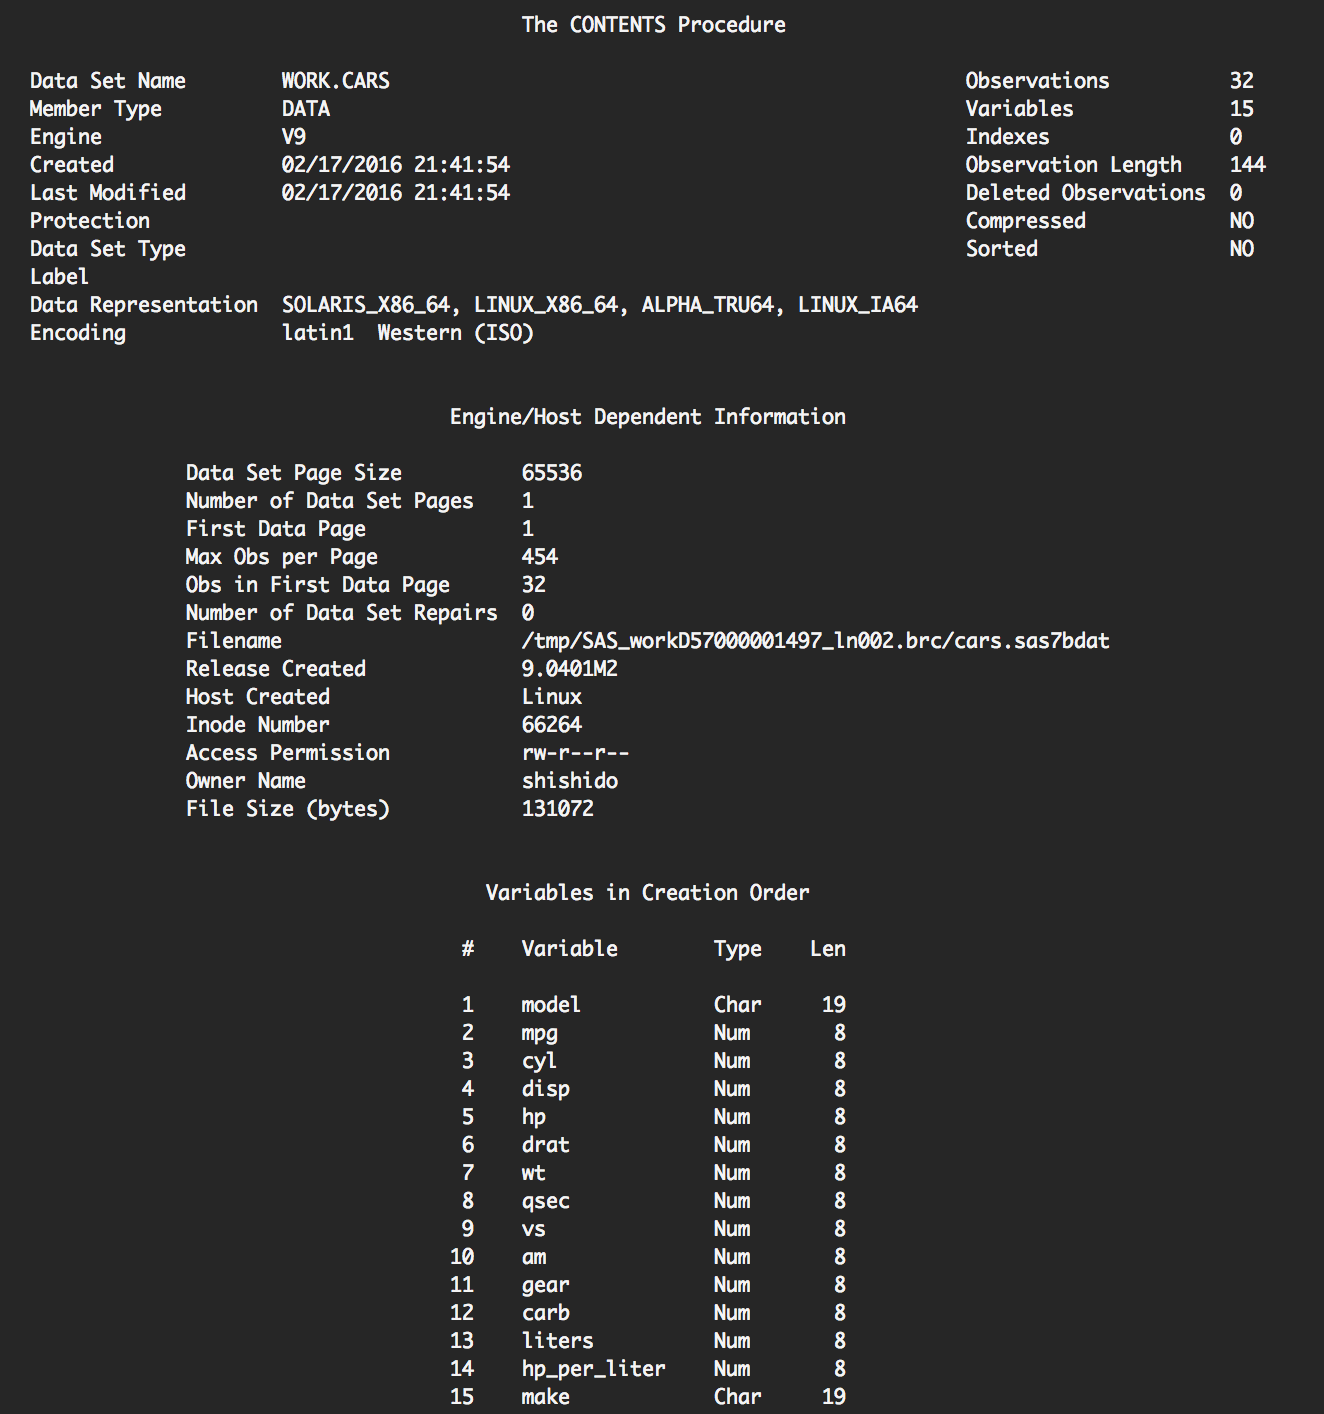 The CONTENTS Procedure
Data Set Name WORK.CARS Observations 32
Member Type DATA Variables 15
Engine V9 Indexes 0
Created 02/17/2016 21:41:54 Observation Length 144
Last Modified 02/17/2016 21:41:54 Deleted Observations 0
Protection Compressed NO
Data Set Type Sorted NO
Label
Data Representation SOLARIS_X86_64, LINUX_X86_64, ALPHA_TRU64, LINUX_IA64
Encoding latin1 Western (ISO)
Engine/Host Dependent Information
Data Set Page Size 65536
Number of Data Set Pages 1
First Data Page 1
Max Obs per Page 454
Obs in First Data Page 32
Number of Data Set Repairs 0
Filename /tmp/SAS_workD57000001497_ln002.brc/cars.sas7bdat
Release Created 9.0401M2
Host Created Linux
Inode Number 66264
Access Permission rw-r--r--
Owner Name shishido
File Size (bytes) 131072
Variables in Creation Order
# Variable Type Len
1 model Char 19
2 mpg Num 8
3 cyl Num 8
4 disp Num 8
5 hp Num 8
6 drat Num 8
7 wt Num 8
8 qsec Num 8
9 vs Num 8
10 am Num 8
11 gear Num 8
12 carb Num 8
13 liters Num 8
14 hp_per_liter Num 8
15 make Char 19